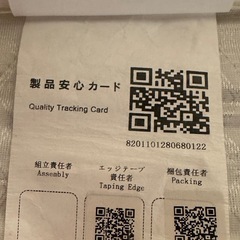 製品安心カード
Quality Tracking Card
8201101280680122
組立責任者
Assembly
エッジテープ
責任者
Taping Edge
梱包責任者
Packing